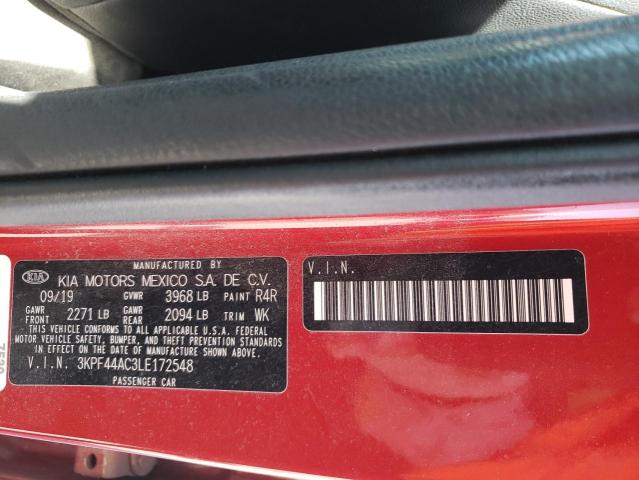 MANUFACTURED BY
KIA KIA MOTORS MEXICO S.A. DE C.V.
09/19 GVWR 3968 LB PAINT R4R
GAWR FRONT 2271 LB GAWR REAR 2094 LB TRIM WK
THIS VEHICLE CONFORMS TO ALL APPLICABLE U.S.A. FEDERAL
MOTOR VEHICLE SAFETY, BUMPER, AND THEFT PREVENTION STANDARDS
IN EFFECT ON THE DATE OF MANUFACTURE SHOWN ABOVE.
V.I.N. 3KPF44AC3LE172548
PASSENGER CAR
V.I.N.